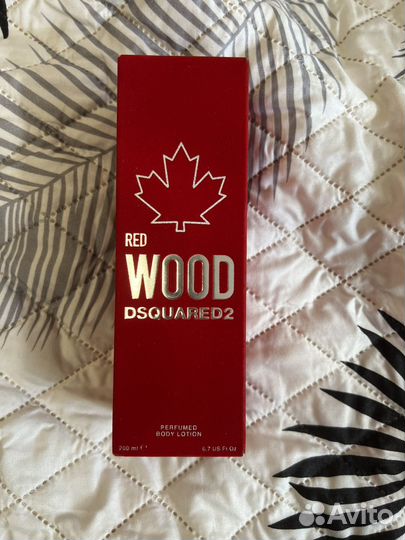 RED
WOOD
DSQUARED2
PERFUMED
BODY LOTION
200 ml ℮ 6.7 US Fl Oz
Avito